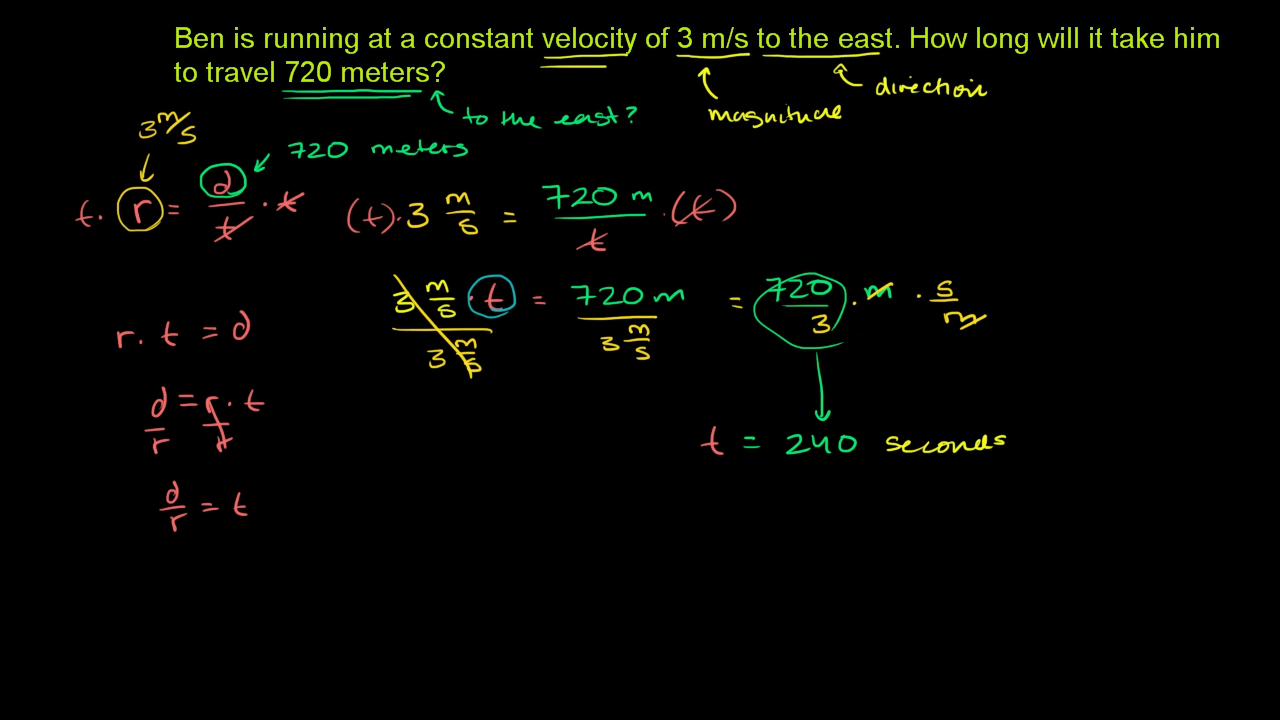 Ben is running at a constant velocity of 3 m/s to the east. How long will it take him
to travel 720 meters?
direction
to the east?
magnitude
3 m/s
720 meters
t · r = d/t · t
(t) · 3 m/s = 720 m/t · (t)
3 m/s · t / 3 m/s = 720 m / 3 m/s = 720/3 · m · s/m
r · t = d
d/r = r · t/r
t = 240 seconds
d/r = t